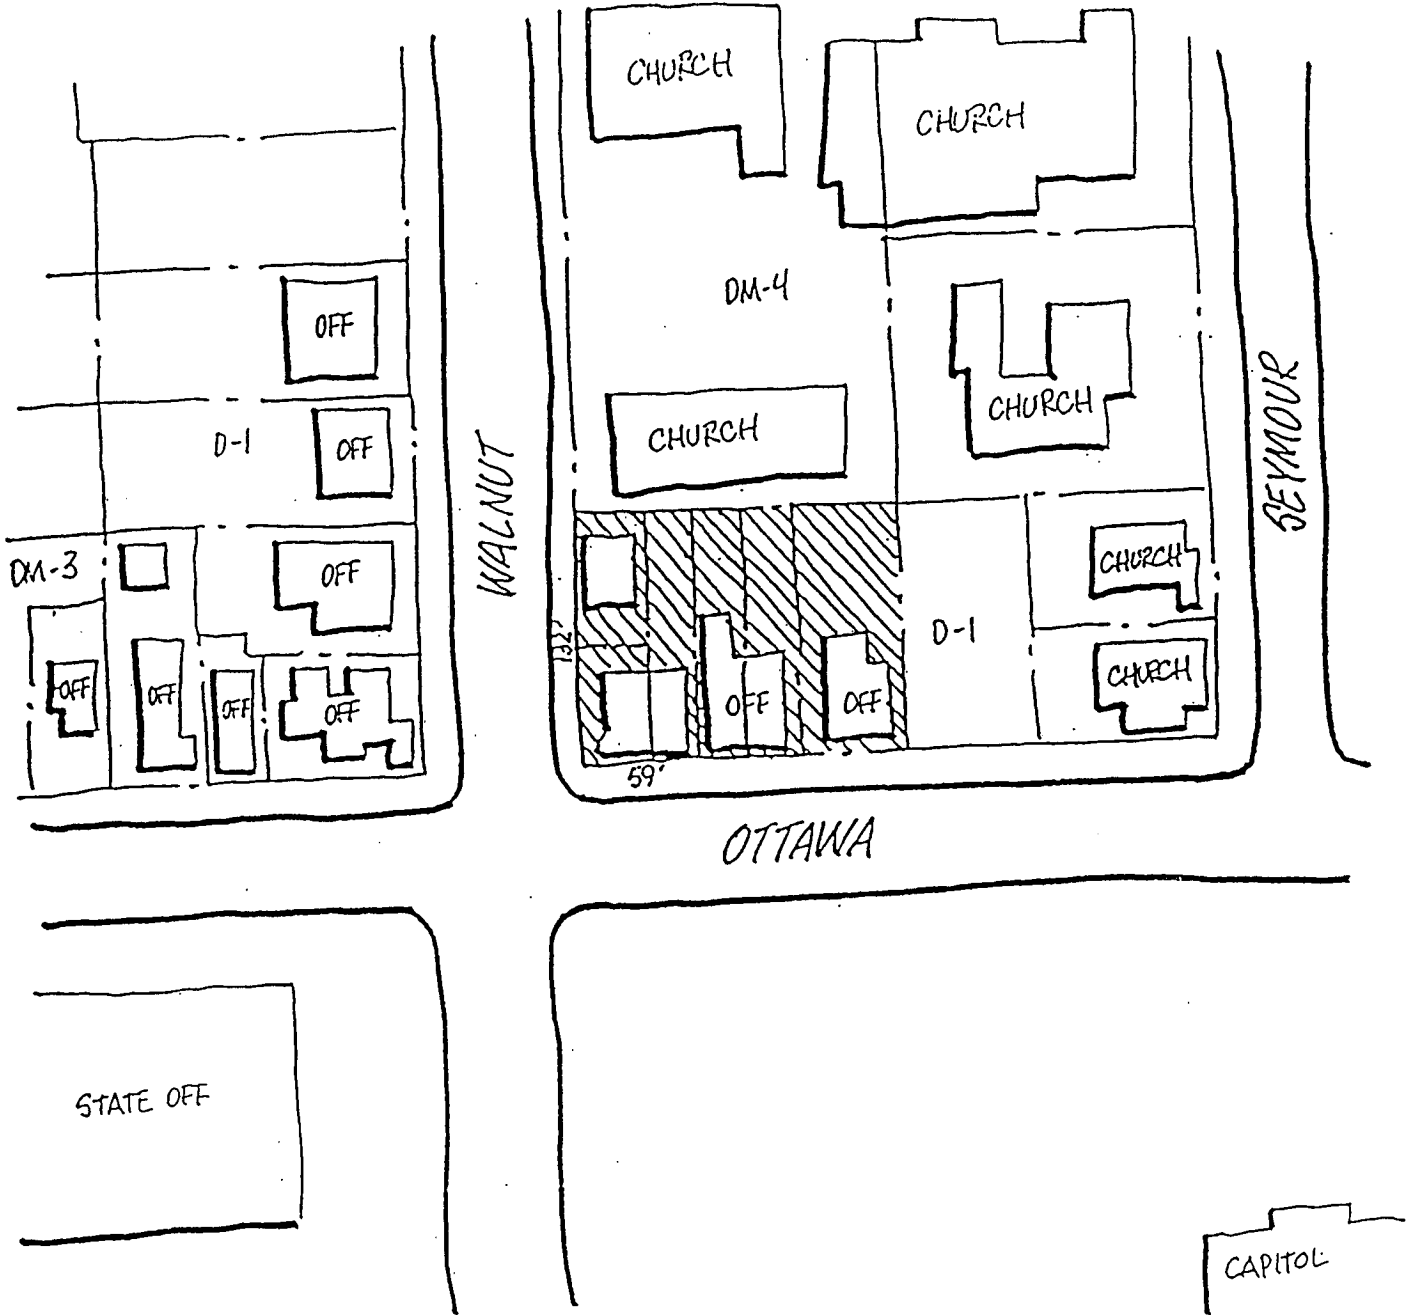 CHURCH
CHURCH
DM-4
OFF
CHURCH
SEYMOUR
D-1
OFF
CHURCH
WALNUT
DM-3
OFF
CHURCH
132'
D-1
CHURCH
OFF
OFF
OFF
OFF
OFF
OFF
59'
OTTAWA
STATE OFF
CAPITOL